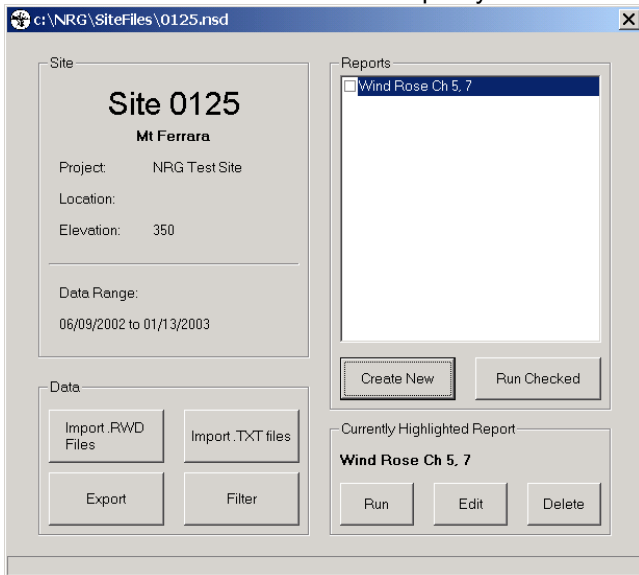 c:\NRG\SiteFiles\0125.nsd
Site
Site 0125
Mt Ferrara
Project: NRG Test Site
Location:
Elevation: 350
Data Range:
06/09/2002 to 01/13/2003
Data
Import .RWD
Files
Import .TXT files
Export
Filter
Reports
Wind Rose Ch 5, 7
Create New
Run Checked
Currently Highlighted Report
Wind Rose Ch 5, 7
Run
Edit
Delete